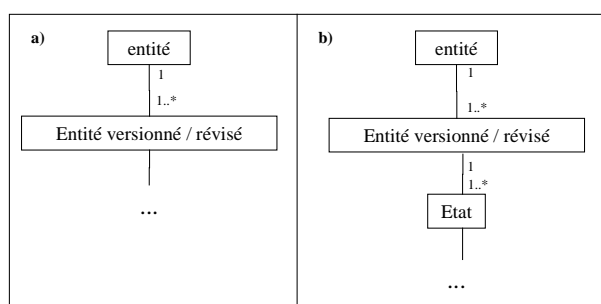 a)
entité
1
1..*
Entité versionné / révisé
...
b)
entité
1
1..*
Entité versionné / révisé
1
1..*
Etat
...